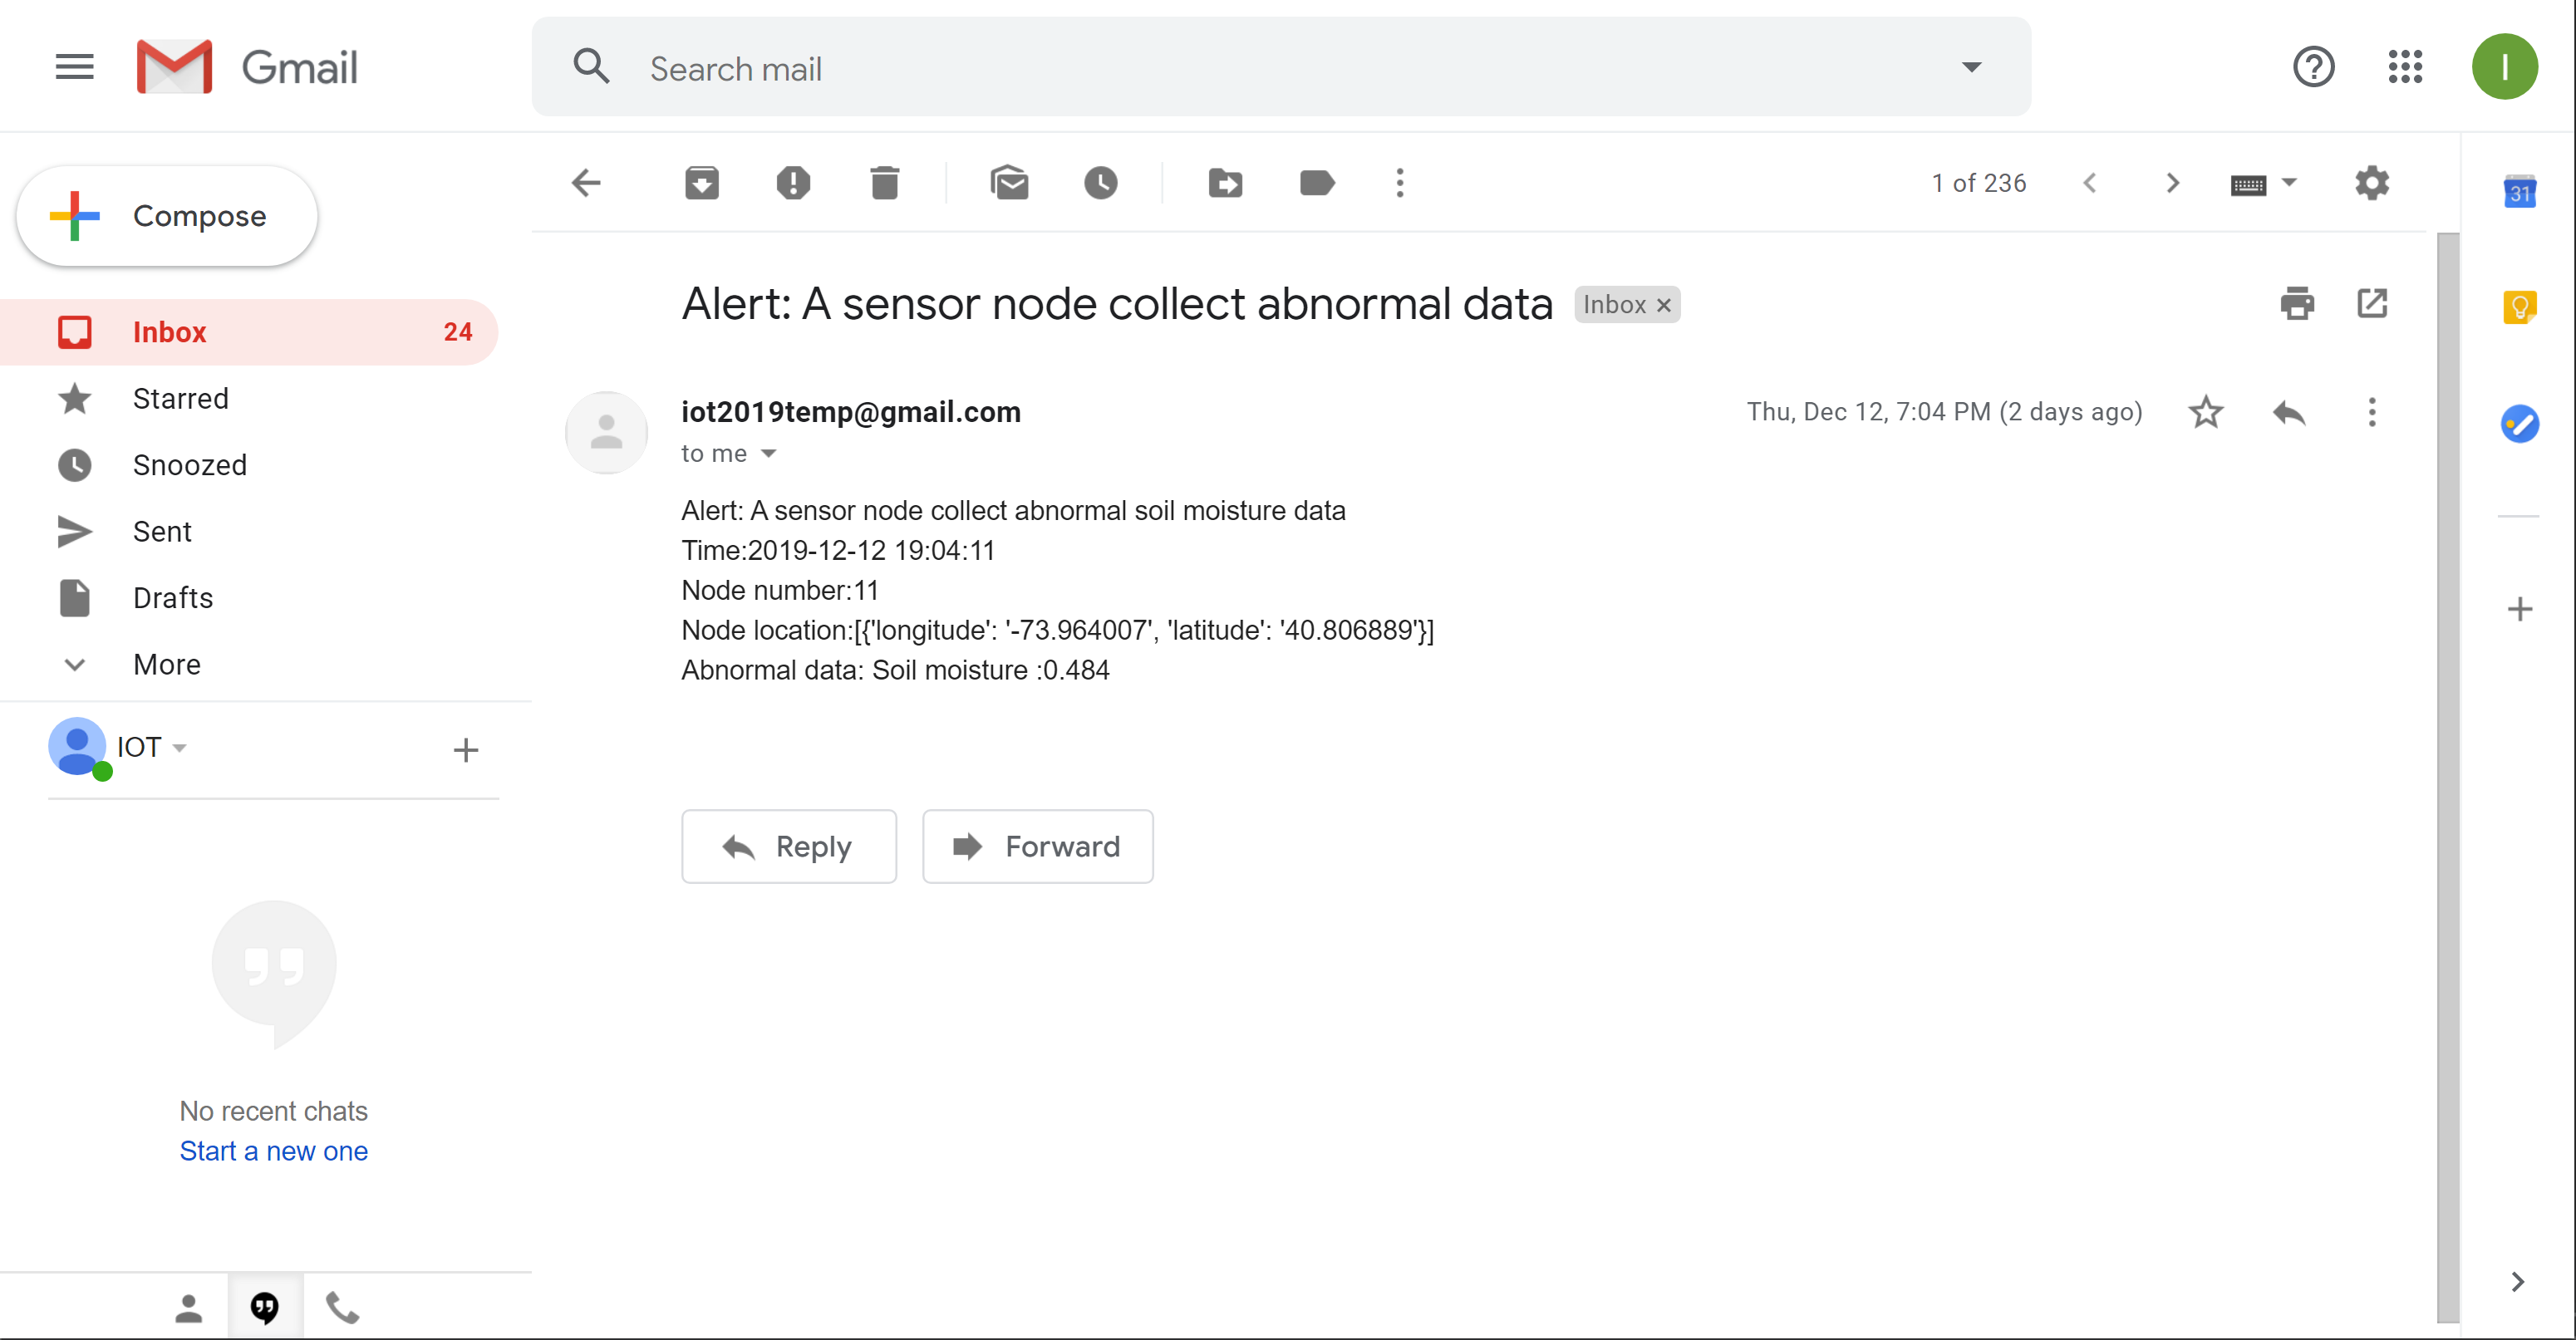 Gmail
Search mail
I
Compose
1 of 236
31
Alert: A sensor node collect abnormal data Inbox ×
Inbox 24
Starred
Snoozed
Sent
Drafts
More
iot2019temp@gmail.com
Thu, Dec 12, 7:04 PM (2 days ago)
to me
Alert: A sensor node collect abnormal soil moisture data
Time:2019-12-12 19:04:11
Node number:11
Node location:[{'longitude': '-73.964007', 'latitude': '40.806889'}]
Abnormal data: Soil moisture :0.484
IOT
Reply
Forward
No recent chats
Start a new one